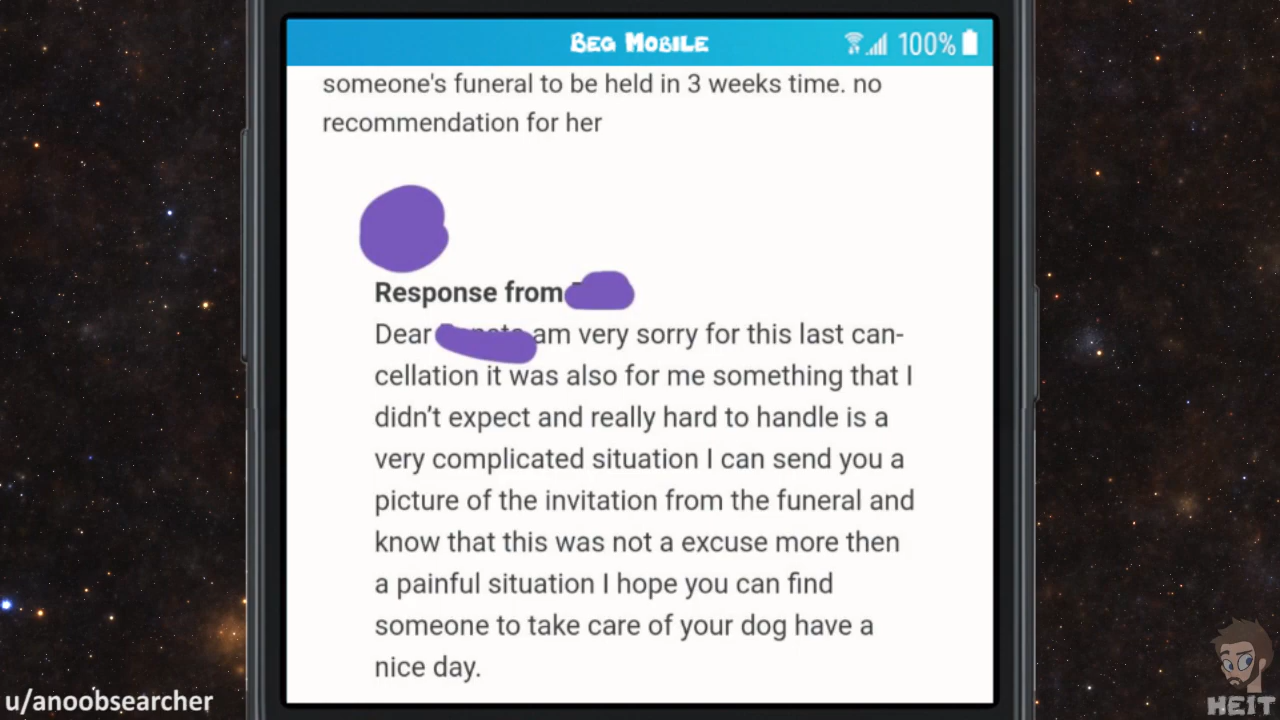 BEG MOBILE
100%
someone's funeral to be held in 3 weeks time. no
recommendation for her
Response from
Dear am very sorry for this last can-
cellation it was also for me something that I
didn't expect and really hard to handle is a
very complicated situation I can send you a
picture of the invitation from the funeral and
know that this was not a excuse more then
a painful situation I hope you can find
someone to take care of your dog have a
nice day.
u/anoobsearcher
HEIT